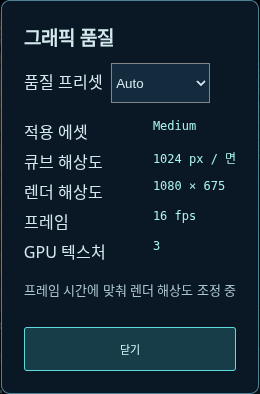 그래픽 품질
품질 프리셋 Auto
적용 에셋 Medium
큐브 해상도 1024 px / 면
렌더 해상도 1080 × 675
프레임 16 fps
GPU 텍스처 3
프레임 시간에 맞춰 렌더 해상도 조정 중
닫기